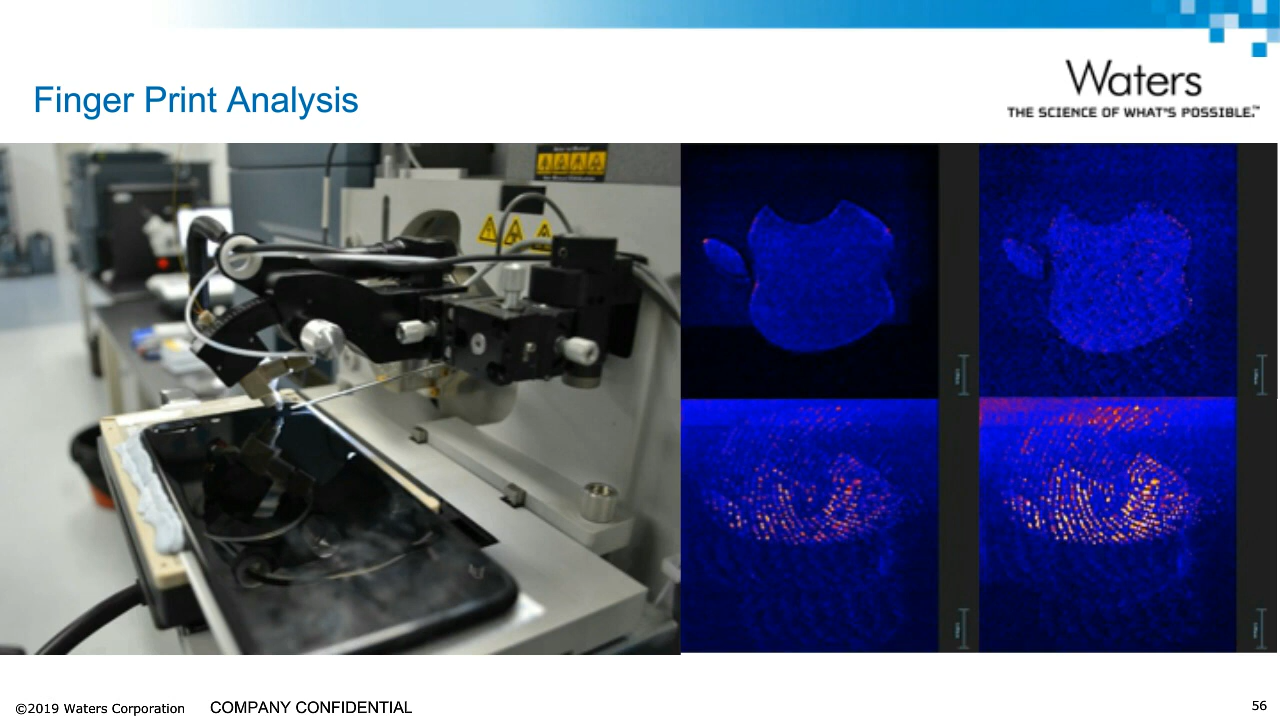 Waters
THE SCIENCE OF WHAT'S POSSIBLE.™
Finger Print Analysis
©2019 Waters Corporation
COMPANY CONFIDENTIAL
56